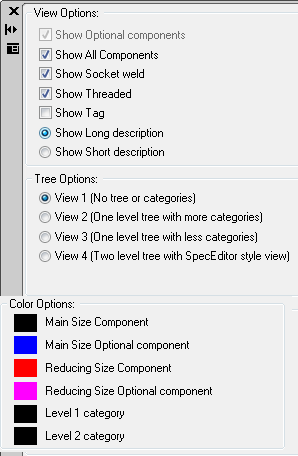 View Options:
Show Optional components
Show All Components
Show Socket weld
Show Threaded
Show Tag
Show Long description
Show Short description
Tree Options:
View 1 (No tree or categories)
View 2 (One level tree with more categories)
View 3 (One level tree with less categories)
View 4 (Two level tree with SpecEditor style view)
Color Options:
Main Size Component
Main Size Optional component
Reducing Size Component
Reducing Size Optional component
Level 1 category
Level 2 category